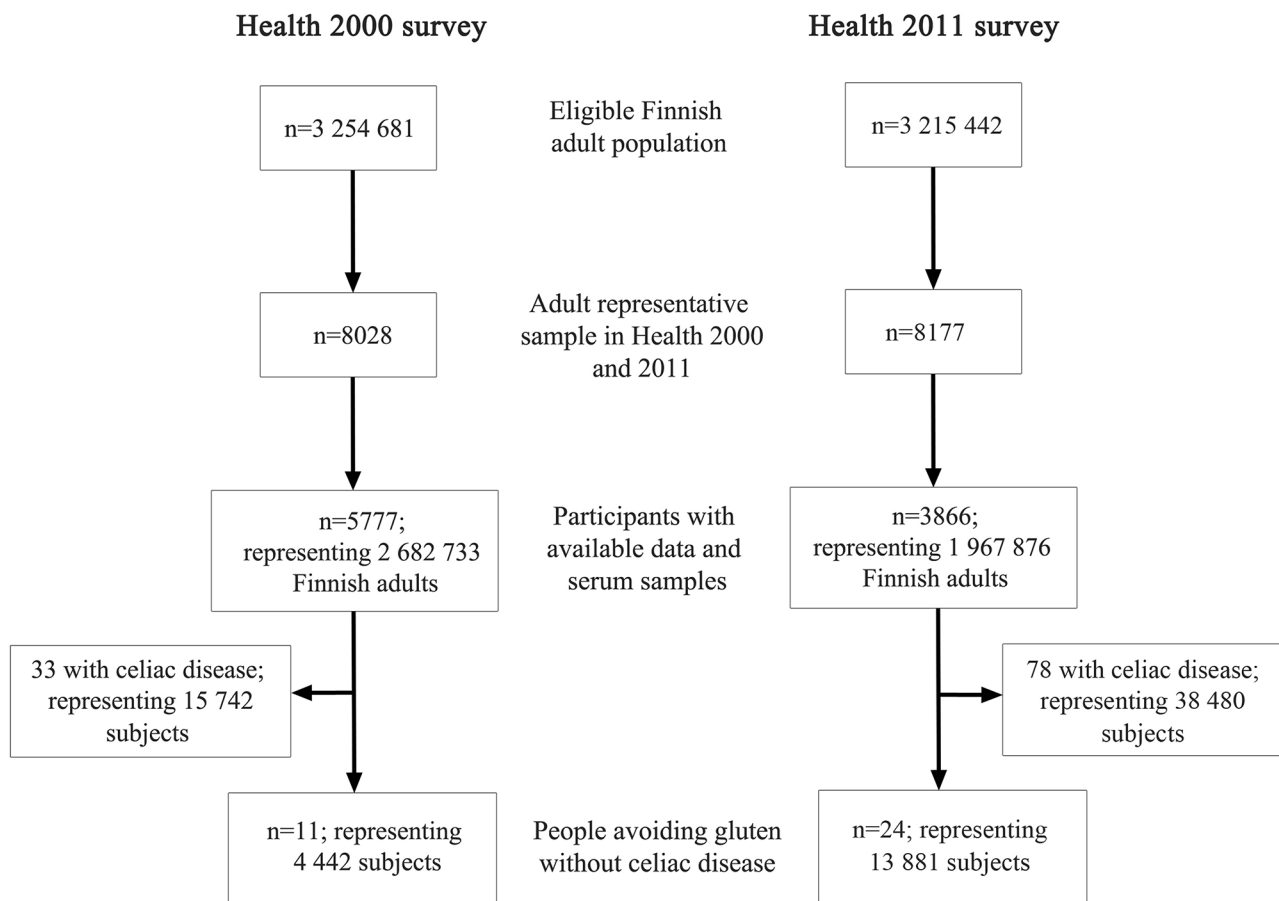 Health 2000 survey
Health 2011 survey
n=3 254 681
Eligible Finnish
adult population
n=3 215 442
n=8028
Adult representative
sample in Health 2000
and 2011
n=8177
n=5777;
representing 2 682 733
Finnish adults
Participants with
available data and
serum samples
n=3866;
representing 1 967 876
Finnish adults
33 with celiac disease;
representing 15 742
subjects
78 with celiac disease;
representing 38 480
subjects
n=11; representing
4 442 subjects
People avoiding gluten
without celiac disease
n=24; representing
13 881 subjects